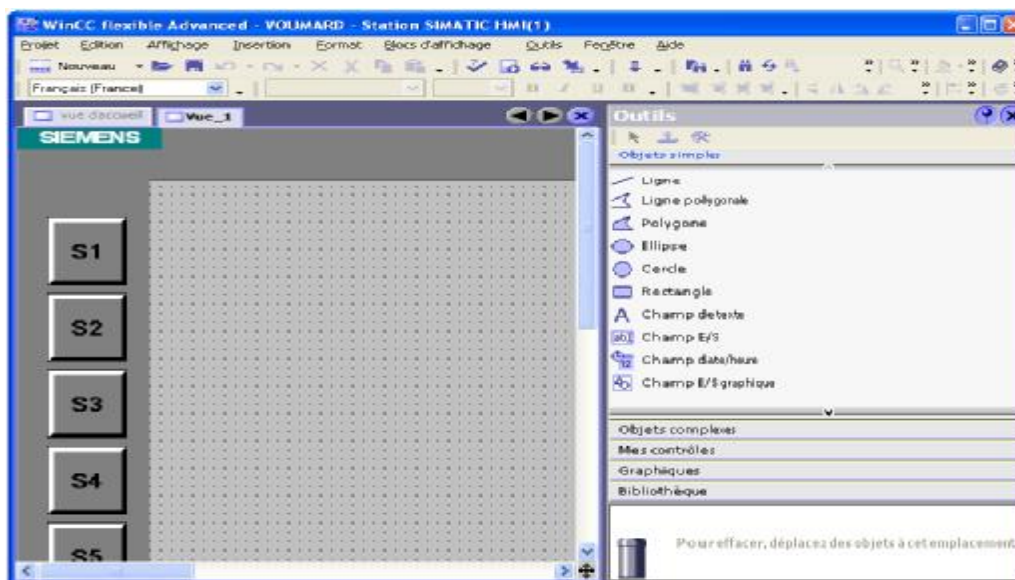 WinCC flexible Advanced - VOUMARD - Station SIMATIC HMI(1)
Projet Edition Affichage Insertion Format Blocs d'affichage Outils Fenêtre Aide
Nouveau
Français (France)
vue d'accueil Vue_1
SIEMENS
S1
S2
S3
S4
S5
Outils
Objets simples
Ligne
Ligne polygonale
Polygone
Ellipse
Cercle
Rectangle
Champ de texte
Champ E/S
Champ date/heure
Champ E/S graphique
Objets complexes
Mes contrôles
Graphiques
Bibliothèque
Pour effacer, déplacez des objets à cet emplacement